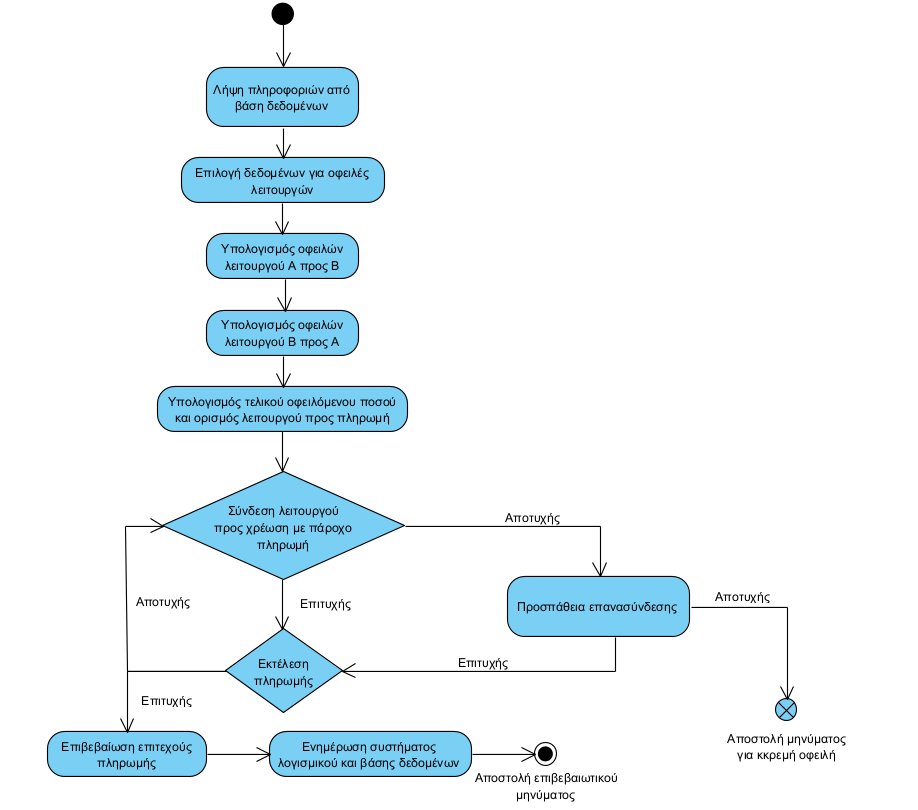 Λήψη πληροφοριών από
βάση δεδομένων
Επιλογή δεδομένων για οφειλές
λειτουργών
Υπολογισμός οφειλών
λειτουργού Α προς Β
Υπολογισμός οφειλών
λειτουργού Β προς Α
Υπολογισμός τελικού οφειλόμενου ποσού
και ορισμός λειτουργού προς πληρωμή
Σύνδεση λειτουργού
προς χρέωση με πάροχο
πληρωμή
Αποτυχής
Προσπάθεια επανασύνδεσης
Αποτυχής
Αποτυχής
Επιτυχής
Εκτέλεση
πληρωμής
Επιτυχής
Επιτυχής
Επιβεβαίωση επιτεχούς
πληρωμής
Ενημέρωση συστήματος
λογισμικού και βάσης δεδομένων
Αποστολή επιβεβαιωτικού
μηνύματος
Αποστολή μηνύματος
για κκρεμή οφειλή